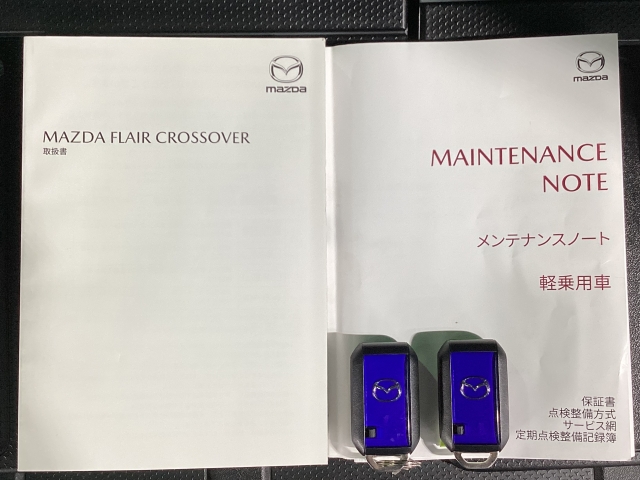 mazda
MAZDA FLAIR CROSSOVER
取扱書
mazda
MAINTENANCE
NOTE
メンテナンスノート
軽乗用車
保証書
点検整備方式
サービス網
定期点検整備記録簿